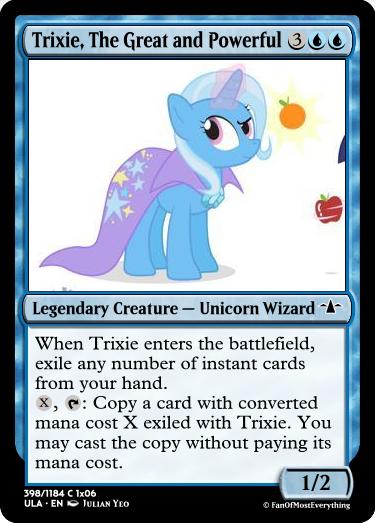 Trixie, The Great and Powerful 3
Legendary Creature — Unicorn Wizard
When Trixie enters the battlefield,
exile any number of instant cards
from your hand.
X, : Copy a card with converted
mana cost X exiled with Trixie. You
may cast the copy without paying its
mana cost.
1/2
398/1184 C 1x06
ULA • EN Julian Yeo
© FanOfMostEverything